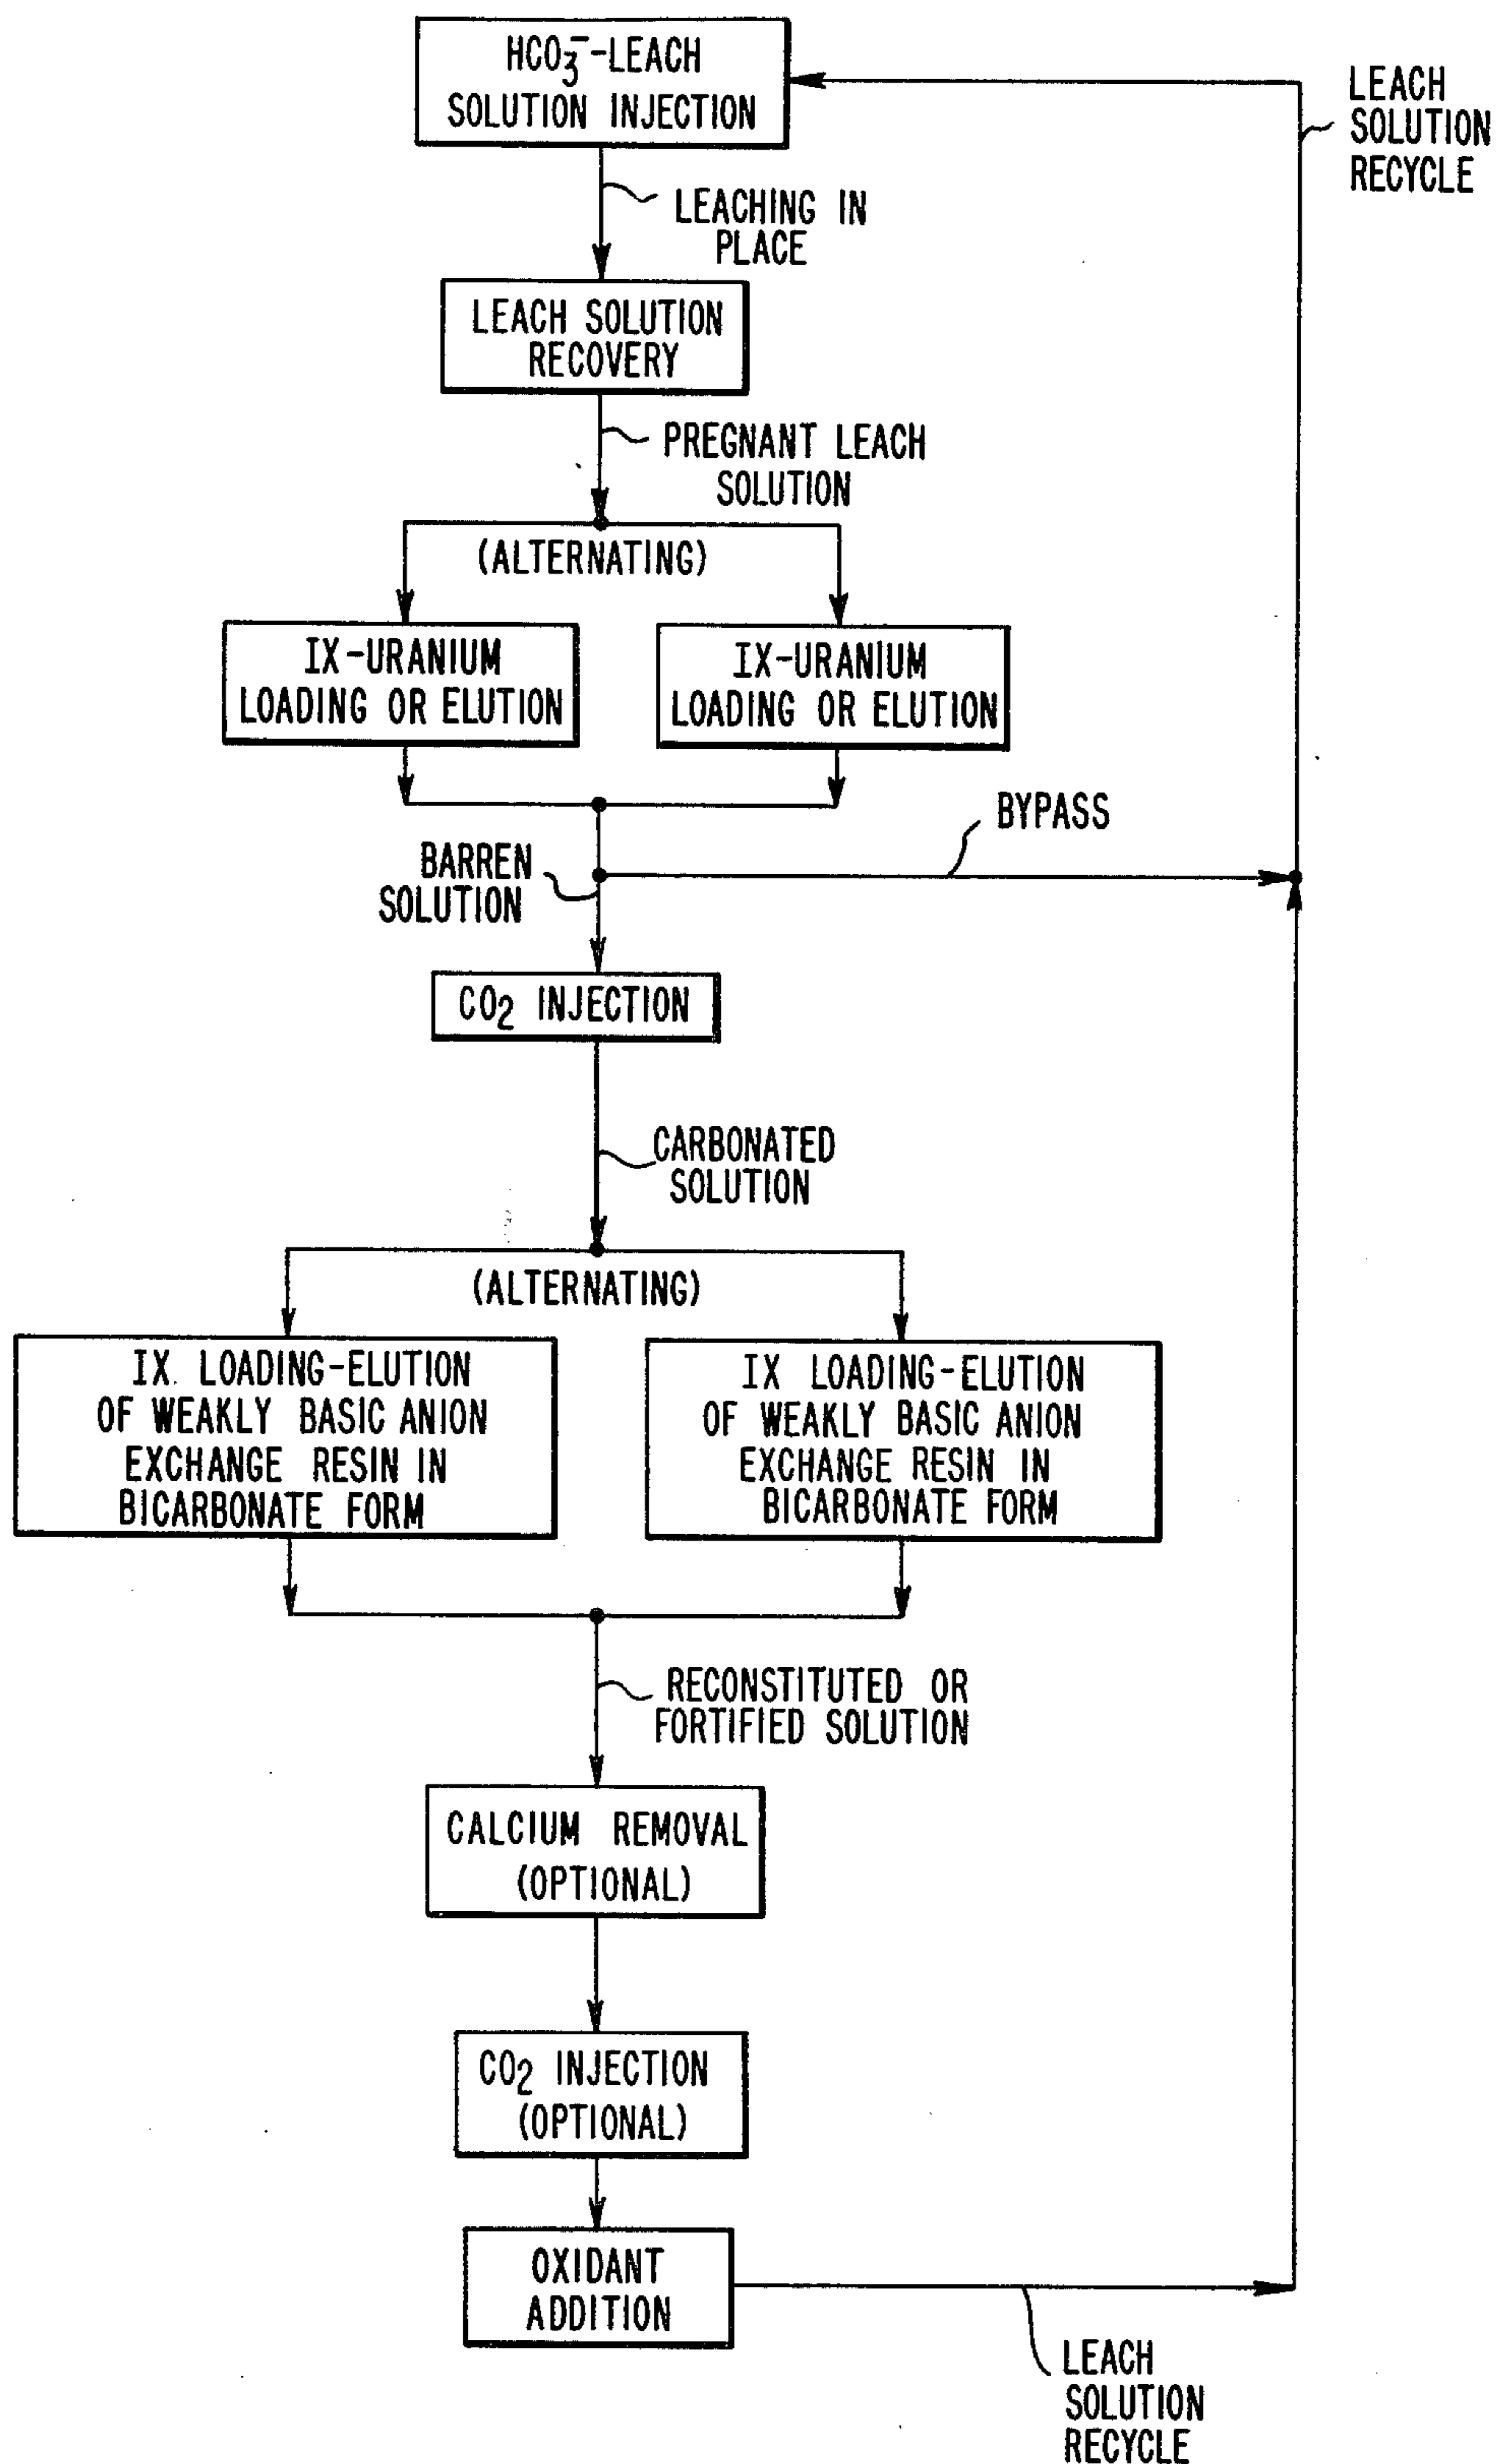 HCO₃⁻-LEACH
SOLUTION INJECTION
LEACH
SOLUTION
RECYCLE
LEACHING IN
PLACE
LEACH SOLUTION
RECOVERY
PREGNANT LEACH
SOLUTION
(ALTERNATING)
IX-URANIUM
LOADING OR ELUTION
IX-URANIUM
LOADING OR ELUTION
BYPASS
BARREN
SOLUTION
CO₂ INJECTION
CARBONATED
SOLUTION
(ALTERNATING)
IX LOADING-ELUTION
OF WEAKLY BASIC ANION
EXCHANGE RESIN IN
BICARBONATE FORM
IX LOADING-ELUTION
OF WEAKLY BASIC ANION
EXCHANGE RESIN IN
BICARBONATE FORM
RECONSTITUTED OR
FORTIFIED SOLUTION
CALCIUM REMOVAL
(OPTIONAL)
CO₂ INJECTION
(OPTIONAL)
OXIDANT
ADDITION
LEACH
SOLUTION
RECYCLE